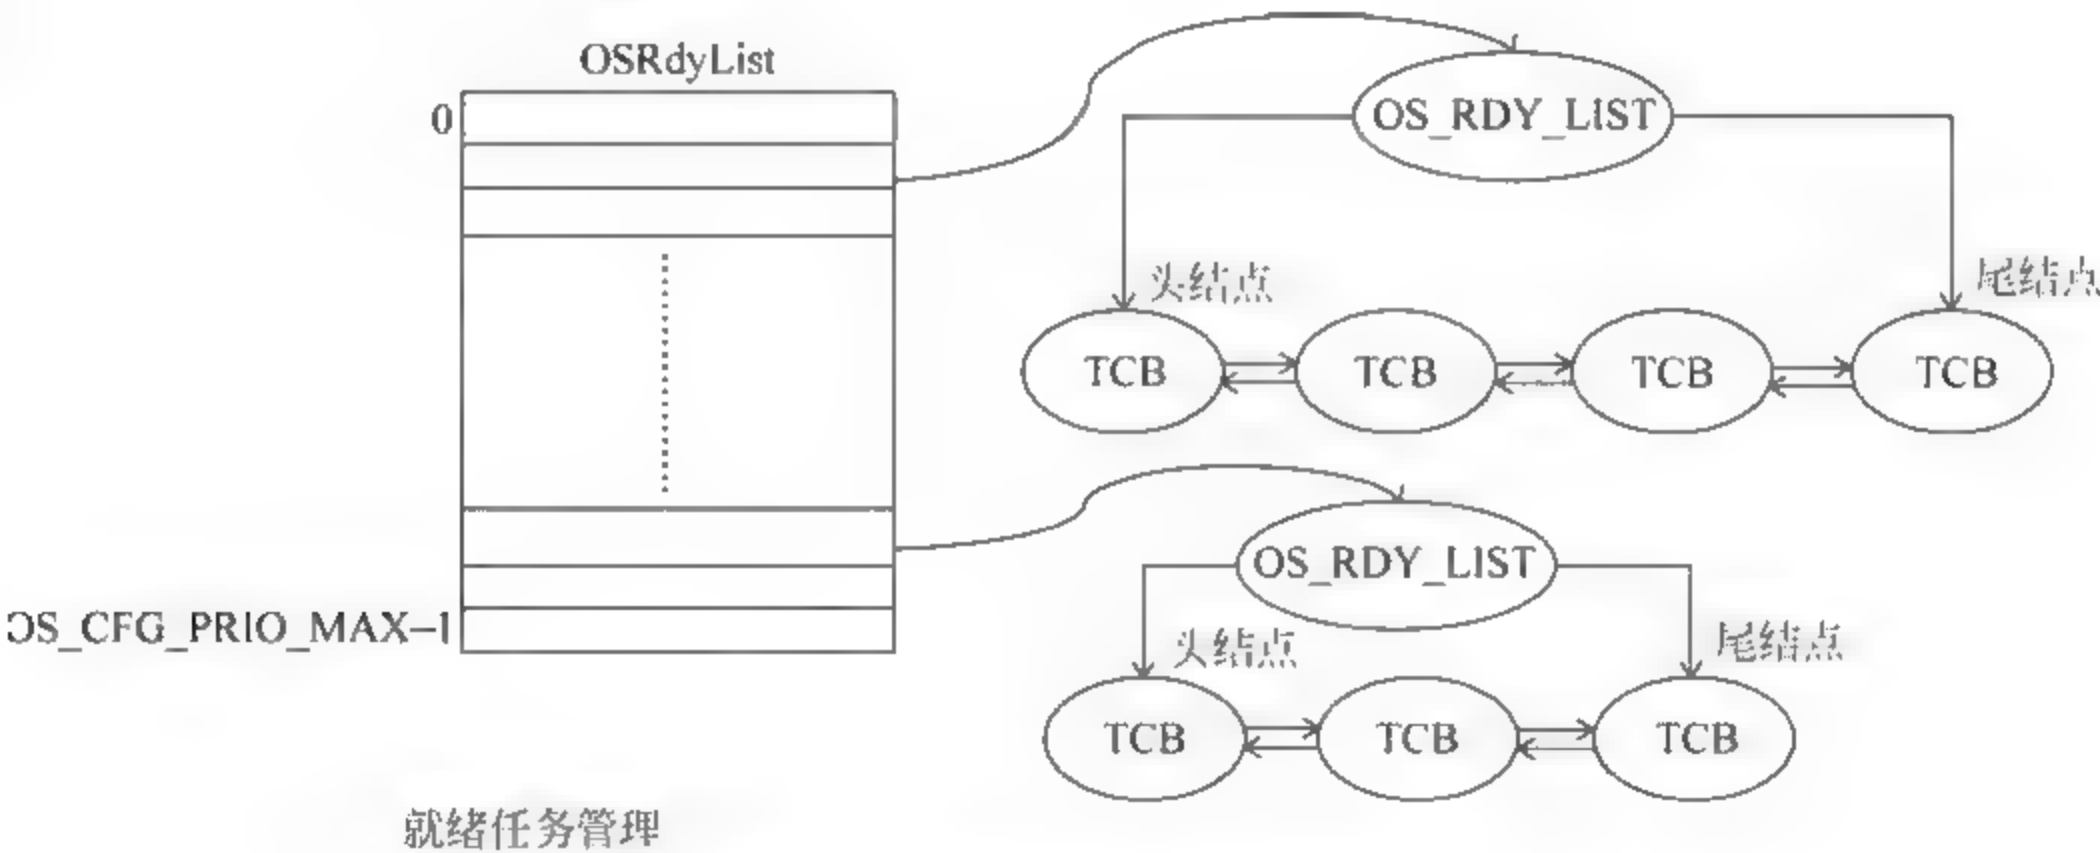 OSRdyList
0
OS_RDY_LIST
头结点
尾结点
TCB
TCB
TCB
TCB
OS_RDY_LIST
OS_CFG_PRIO_MAX–1
头结点
尾结点
TCB
TCB
TCB
就绪任务管理